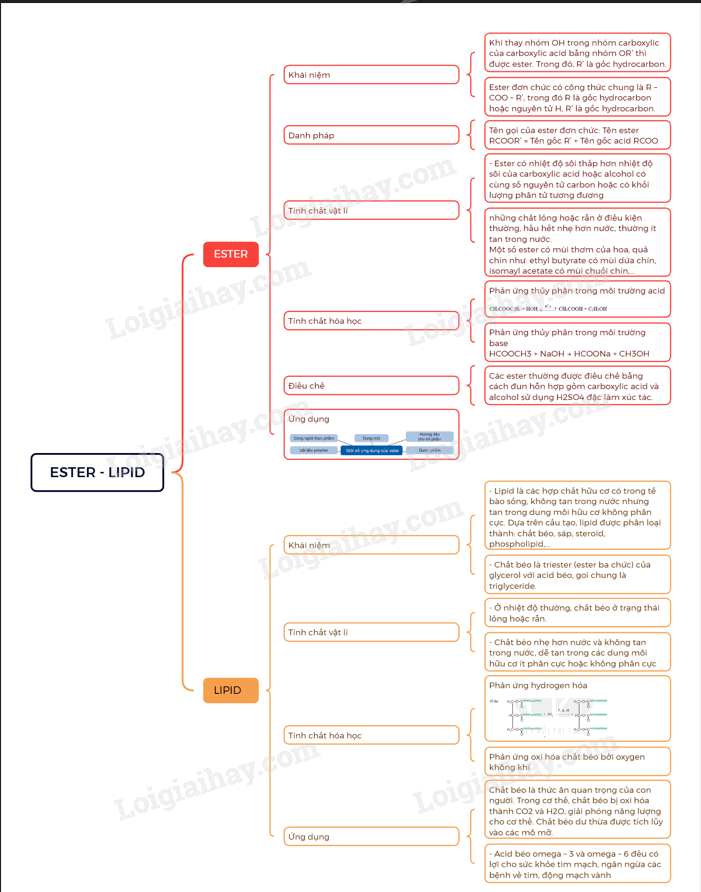 ESTER - LIPID
ESTER
Khái niệm
Khi thay nhóm OH trong nhóm carboxylic
của carboxylic acid bằng nhóm OR' thì
được ester. Trong đó, R' là gốc hydrocarbon.
Ester đơn chức có công thức chung là R –
COO – R', trong đó R là gốc hydrocarbon
hoặc nguyên tử H, R' là gốc hydrocarbon.
Danh pháp
Tên gọi của ester đơn chức: Tên ester
RCOOR' = Tên gốc R' + Tên gốc acid RCOO
Tính chất vật lí
- Ester có nhiệt độ sôi thấp hơn nhiệt độ
sôi của carboxylic acid hoặc alcohol có
cùng số nguyên tử carbon hoặc có khối
lượng phân tử tương đương
những chất lỏng hoặc rắn ở điều kiện
thường, hầu hết nhẹ hơn nước, thường ít
tan trong nước.
Một số ester có mùi thơm của hoa, quả
chín như: ethyl butyrate có mùi dứa chín,
isomayl acetate có mùi chuối chín,...
Tính chất hóa học
Phản ứng thủy phân trong môi trường acid
Phản ứng thủy phân trong môi trường
base
HCOOCH3 + NaOH → HCOONa + CH3OH
Điều chế
Các ester thường được điều chế bằng
cách đun hỗn hợp gồm carboxylic acid và
alcohol sử dụng H2SO4 đặc làm xúc tác.
Ứng dụng
Công nghệ thực phẩm
Dung môi
Hương liệu
cho mĩ phẩm
Vật liệu polymer
Một số ứng dụng của ester
Dược phẩm
LIPID
Khái niệm
- Lipid là các hợp chất hữu cơ có trong tế
bào sống, không tan trong nước nhưng
tan trong dung môi hữu cơ không phân
cực. Dựa trên cấu tạo, lipid được phân loại
thành: chất béo, sáp, steroid,
phospholipid,...
- Chất béo là triester (ester ba chức) của
glycerol với acid béo, gọi chung là
triglyceride.
Tính chất vật lí
- Ở nhiệt độ thường, chất béo ở trạng thái
lỏng hoặc rắn.
- Chất béo nhẹ hơn nước và không tan
trong nước, dễ tan trong các dung môi
hữu cơ ít phân cực hoặc không phân cực
Tính chất hóa học
Phản ứng hydrogen hóa
Phản ứng oxi hóa chất béo bởi oxygen
không khí
Ứng dụng
Chất béo là thức ăn quan trọng của con
người. Trong cơ thể, chất béo bị oxi hóa
thành CO2 và H2O, giải phóng năng lượng
cho cơ thể. Chất béo dư thừa được tích lũy
vào các mô mỡ.
- Acid béo omega – 3 và omega – 6 đều có
lợi cho sức khỏe tim mạch, ngăn ngừa các
bệnh về tim, động mạch vành
Loigiaihay.com
Loigiaihay.com
Loigiaihay.com
Loigiaihay.com
Loigiaihay.com
Loigiaihay.com
Loigiaihay.com